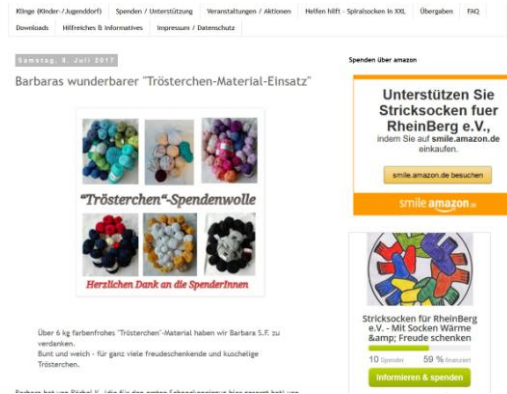 Klinge (Kinder-/Jugenddorf) Spenden / Unterstützung Veranstaltungen / Aktionen Helfen hilft - Spiralsocken in XXL Übergaben FAQ
Downloads Hilfreiches & Informatives Impressum / Datenschutz
Samstag, 8. Juli 2017
Barbaras wunderbarer "Trösterchen-Material-Einsatz"
"Trösterchen"-Spendenwolle
Herzlichen Dank an die SpenderInnen
Über 6 kg farbenfrohes "Trösterchen"-Material haben wir Barbara S.F. zu
verdanken.
Bunt und weich - für ganz viele freudeschenkende und kuschelige
Trösterchen.
Spenden über amazon
Unterstützen Sie
Stricksocken fuer
RheinBerg e.V.,
indem Sie auf smile.amazon.de
einkaufen.
smile.amazon.de besuchen
smile.amazon.de
Stricksocken für RheinBerg
e.V. - Mit Socken Wärme
&amp; Freude schenken
10 Spender 59 % finanziert
Informieren & spenden